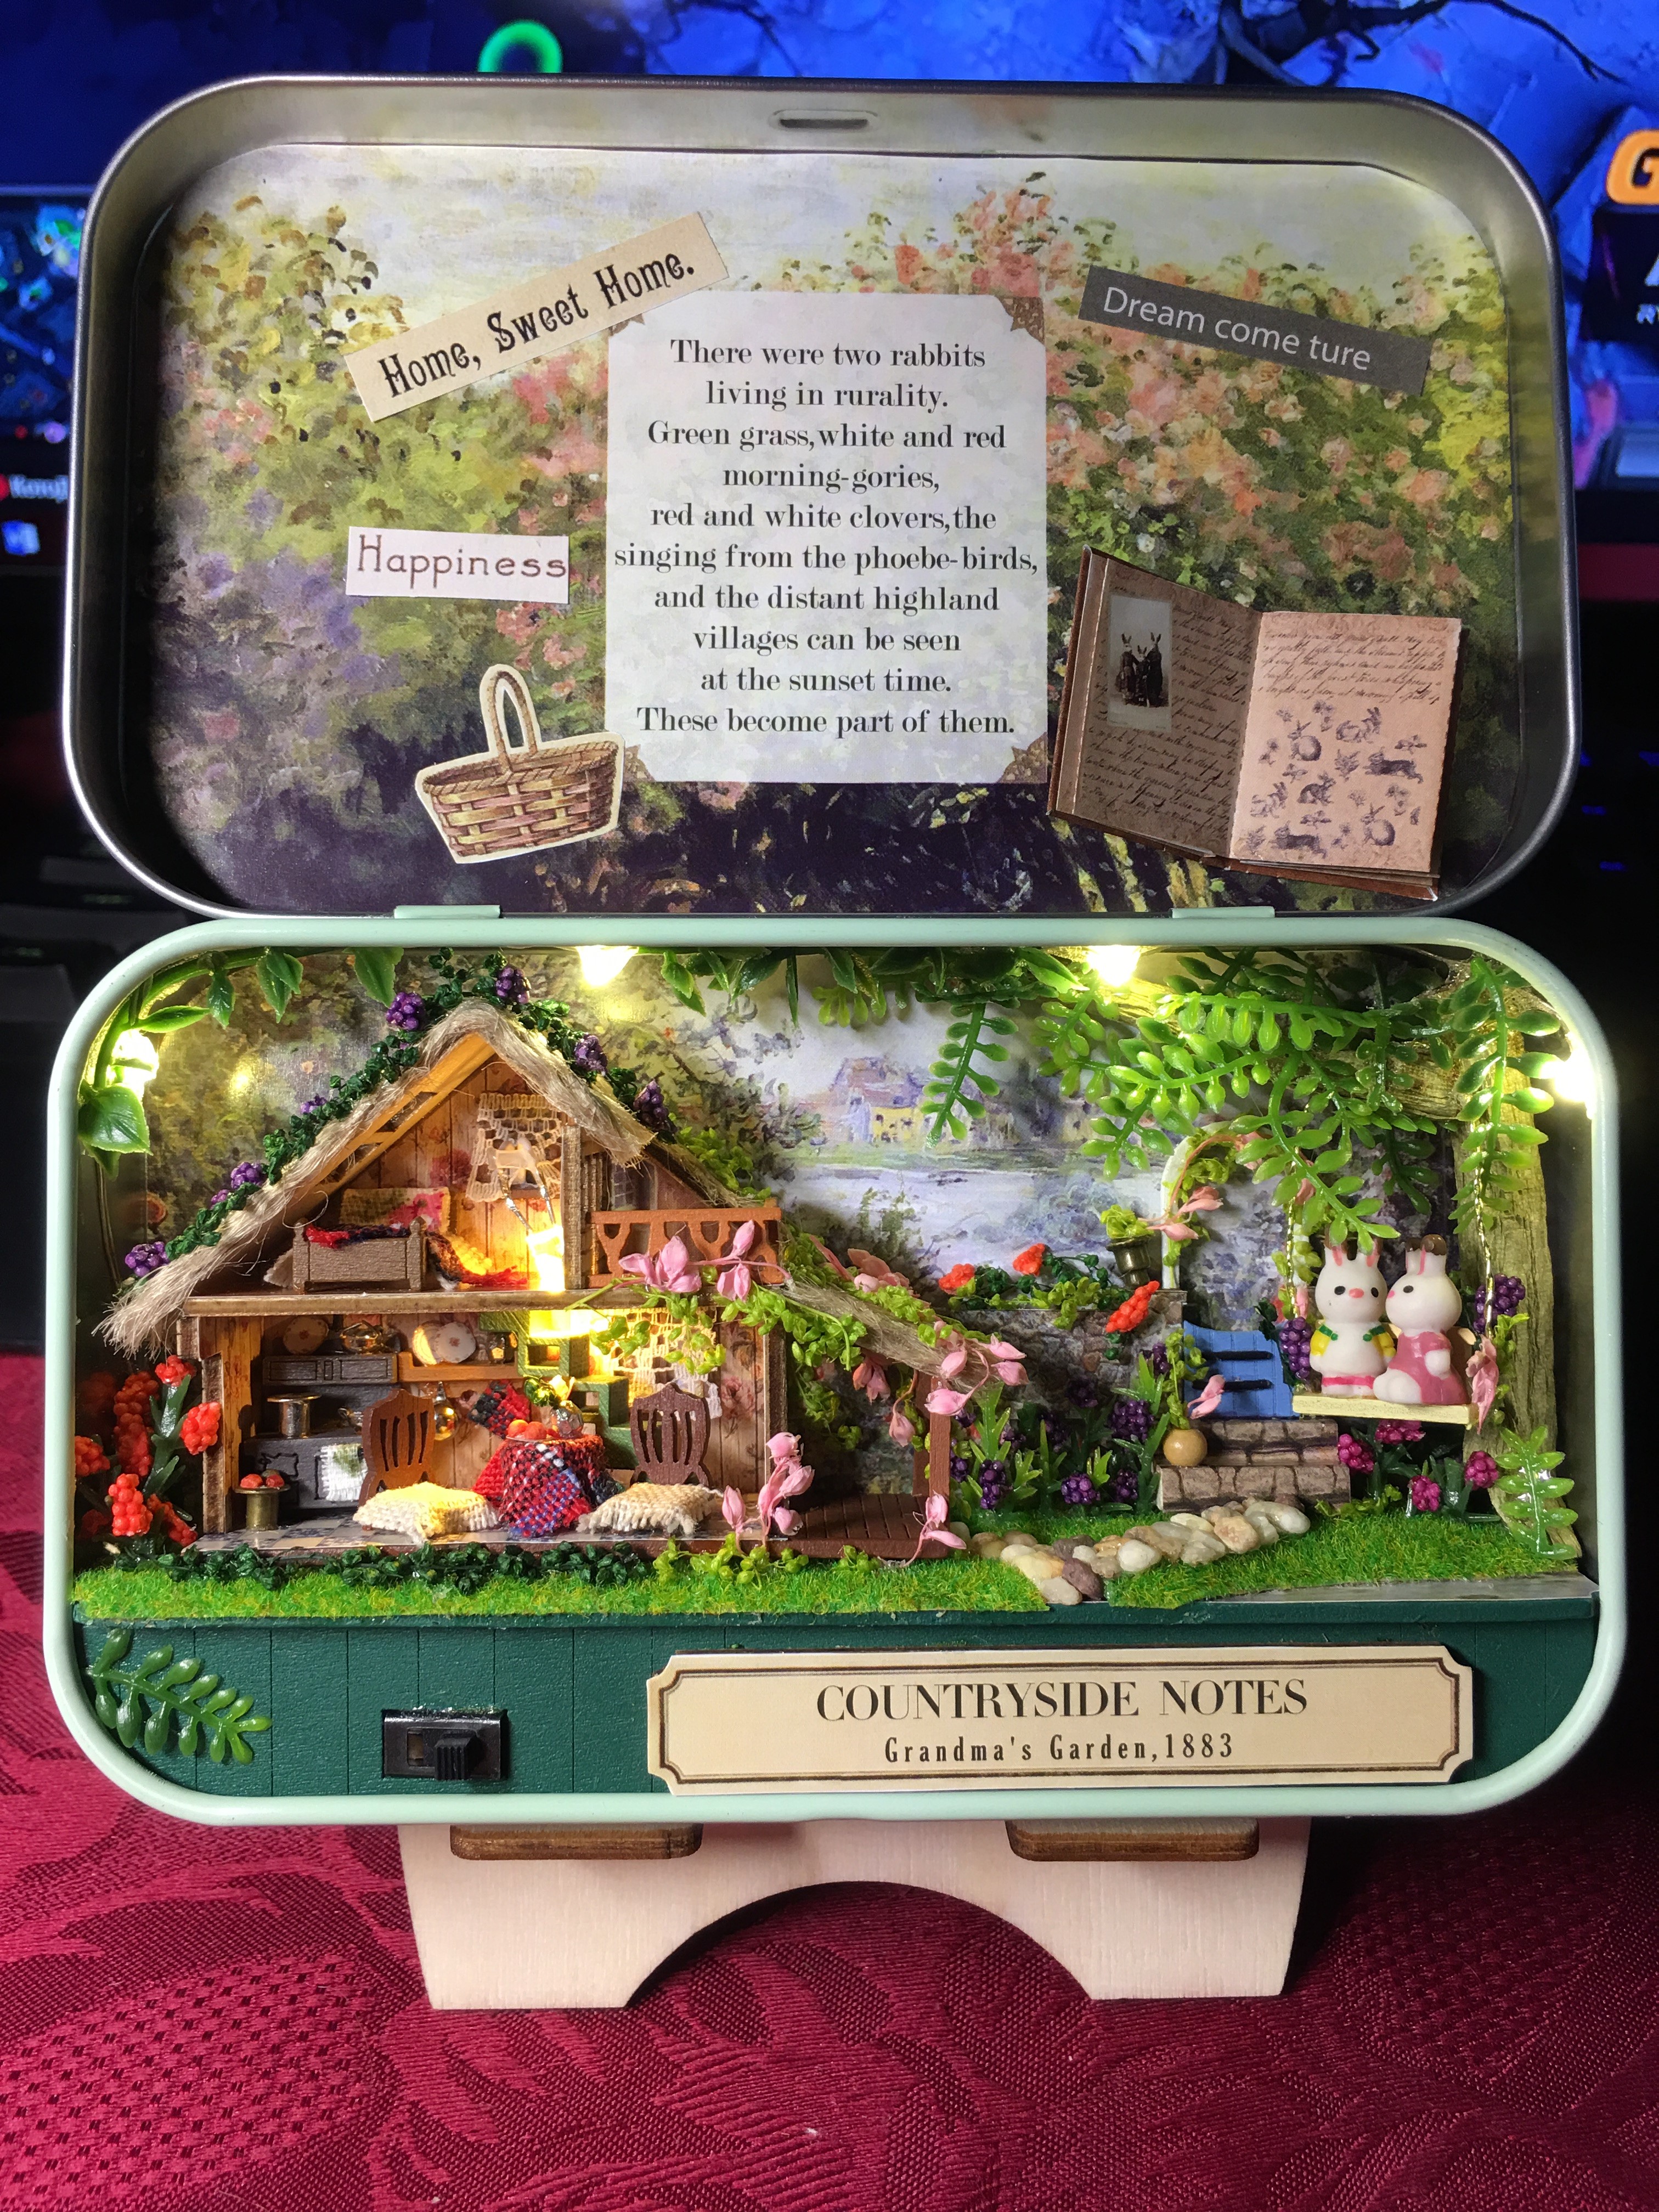 Home, Sweet Home.
Dream come ture
There were two rabbits
living in rurality.
Green grass,white and red
morning-gories,
red and white clovers,the
singing from the phoebe-birds,
and the distant highland
villages can be seen
at the sunset time.
These become part of them.
Happiness
COUNTRYSIDE NOTES
Grandma's Garden,1883